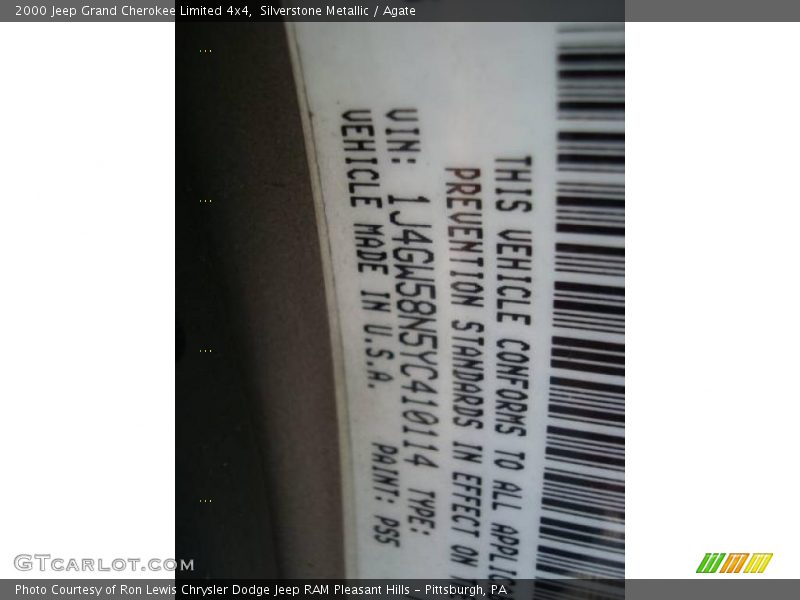 2000 Jeep Grand Cherokee Limited 4x4, Silverstone Metallic / Agate
THIS VEHICLE CONFORMS TO ALL
PREVENTION STANDARDS IN EFFECT ON
VIN: 1J4GW58N5YC410114 TYPE:
VEHICLE MADE IN U.S.A. PAINT: PS5
GTcarlot.com
Photo Courtesy of Ron Lewis Chrysler Dodge Jeep RAM Pleasant Hills - Pittsburgh, PA